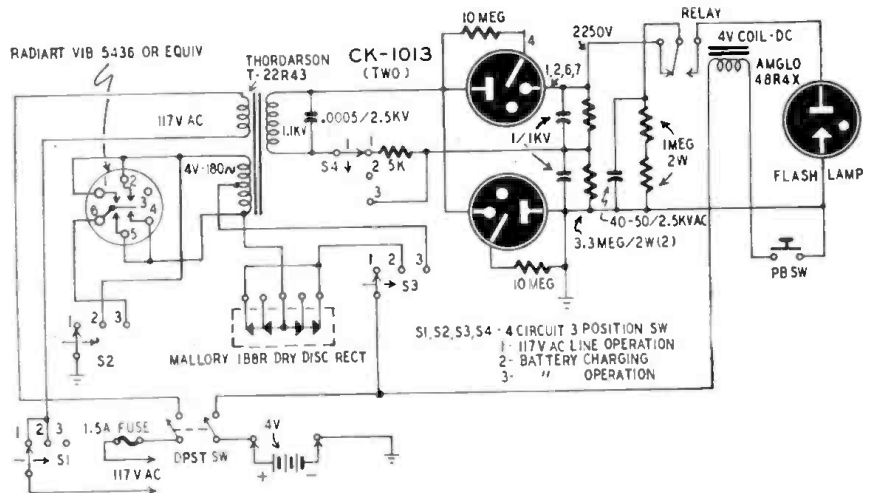 10 MEG
RELAY
RADIART VIB 5436 OR EQUIV
THORDARSON
T-22R43
CK-1013
(TWO)
4
2250V
4V COIL-DC
AMGLO
48R4X
1,2,6,7
117V AC
1.1KV
.0005/2.5KV
1/1KV
1MEG
2W
S4
1
2
3
5K
4V-180~
FLASH LAMP
1
2
3
4
5
6
40-50/2.5KVAC
3.3MEG/2W(2)
PB SW
10 MEG
1
2
3
S3
1
2
3
S2
MALLORY 1B8R DRY DISC RECT
S1,S2,S3,S4 - 4 CIRCUIT 3 POSITION SW
1- 117V AC LINE OPERATION
2- BATTERY CHARGING
3- " OPERATION
1
2
3
S1
1.5A FUSE
117V AC
DPST SW
4V
+
-